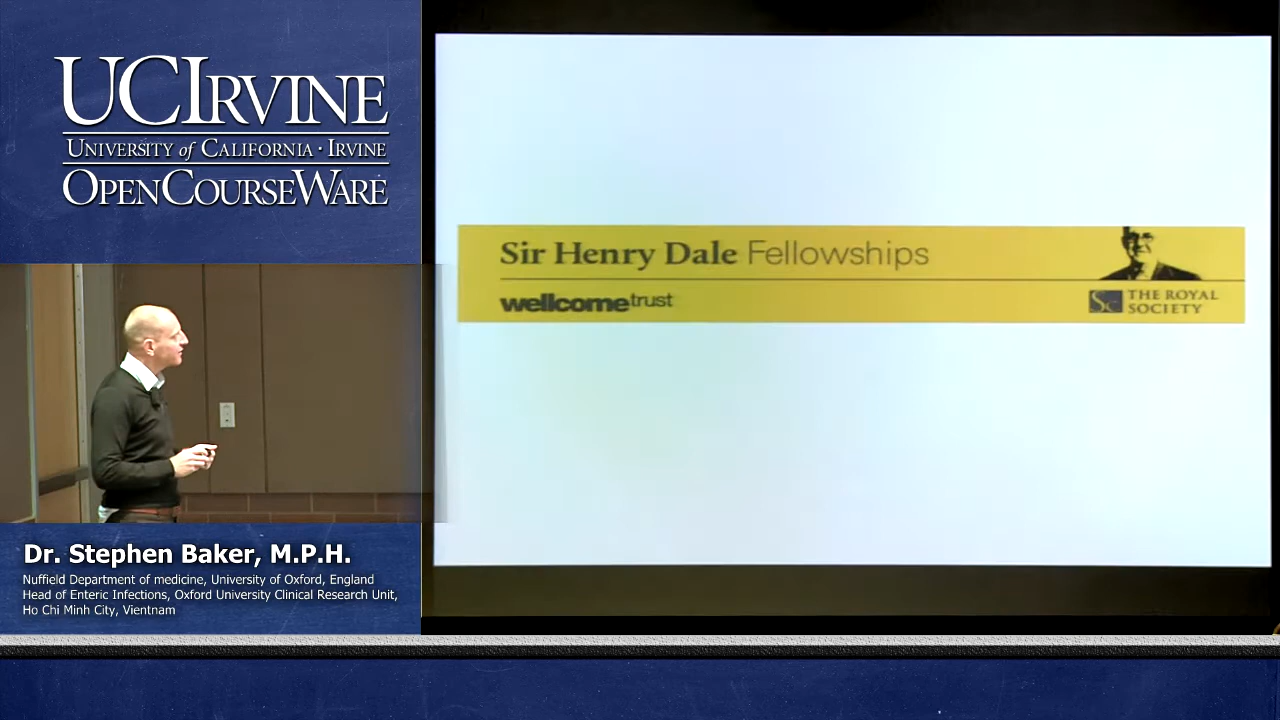 UCIRVINE
UNIVERSITY of CALIFORNIA · IRVINE
OPENCOURSEWARE
Sir Henry Dale Fellowships
wellcometrust
Sc THE ROYAL
SOCIETY
Dr. Stephen Baker, M.P.H.
Nuffield Department of medicine, University of Oxford, England
Head of Enteric Infections, Oxford University Clinical Research Unit,
Ho Chi Minh City, Vientnam